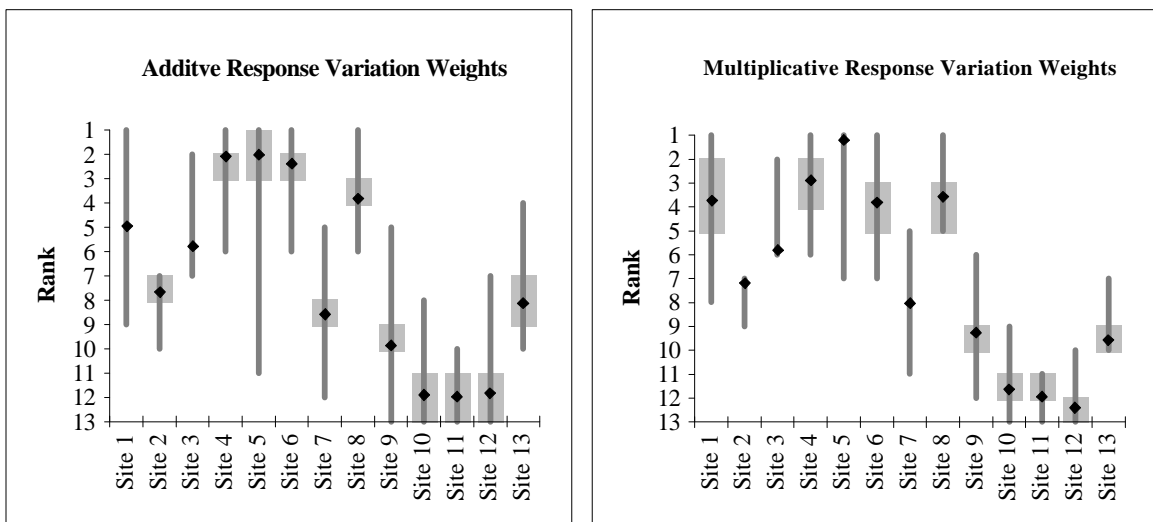 Additve Response Variation Weights
Rank
1
2
3
4
5
6
7
8
9
10
11
12
13
Site 1
Site 2
Site 3
Site 4
Site 5
Site 6
Site 7
Site 8
Site 9
Site 10
Site 11
Site 12
Site 13
Multiplicative Response Variation Weights
Rank
1
2
3
4
5
6
7
8
9
10
11
12
13
Site 1
Site 2
Site 3
Site 4
Site 5
Site 6
Site 7
Site 8
Site 9
Site 10
Site 11
Site 12
Site 13